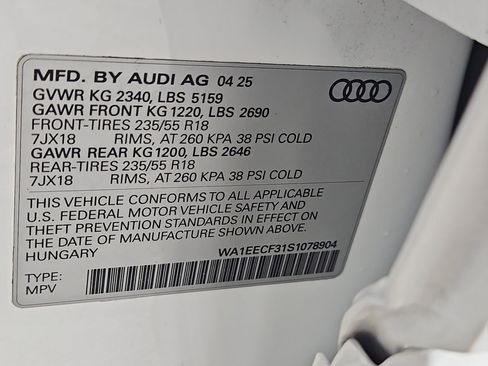 MFD. BY AUDI AG 04 25
GVWR KG 2340, LBS 5159
GAWR FRONT KG 1220, LBS 2690
FRONT-TIRES 235/55 R18
7JX18 RIMS, AT 260 KPA 38 PSI COLD
GAWR REAR KG 1200, LBS 2646
REAR-TIRES 235/55 R18
7JX18 RIMS, AT 260 KPA 38 PSI COLD
THIS VEHICLE CONFORMS TO ALL APPLICABLE
U.S. FEDERAL MOTOR VEHICLE SAFETY AND
THEFT PREVENTION STANDARDS IN EFFECT ON
THE DATE OF MANUFACTURE SHOWN ABOVE.
HUNGARY WA1EECF31S1078904
TYPE:
MPV